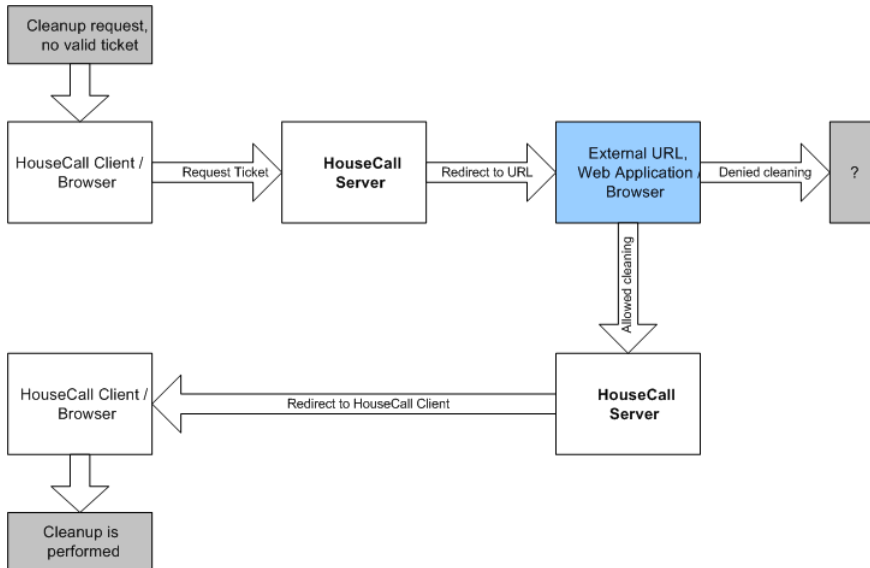 Cleanup request,
no valid ticket
HouseCall Client /
Browser
Request Ticket
HouseCall
Server
Redirect to URL
External URL,
Web Application /
Browser
Denied cleaning
?
Allowed cleaning
HouseCall Client /
Browser
Redirect to HouseCall Client
HouseCall
Server
Cleanup is
performed